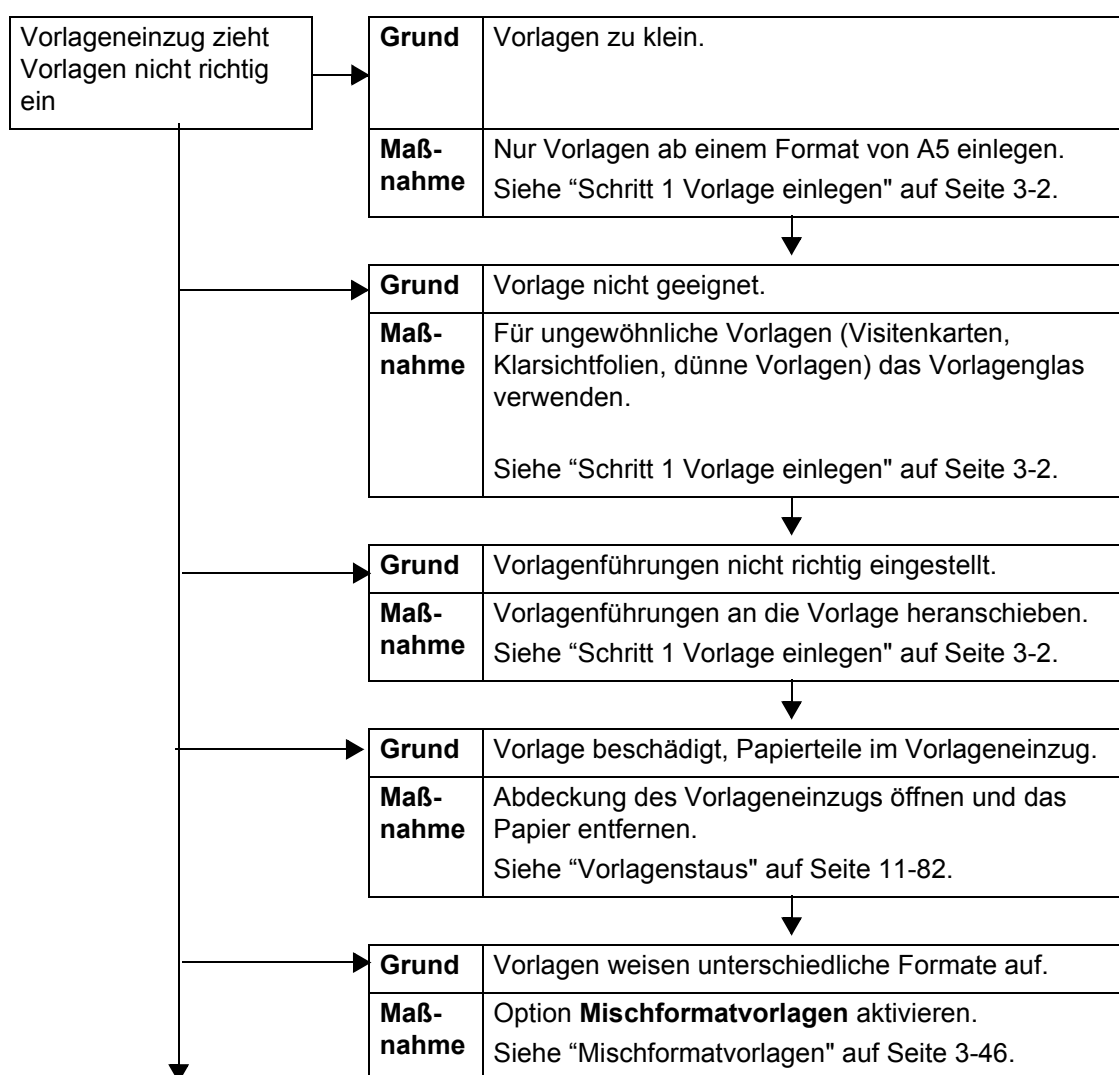 Vorlageneinzug zieht
Vorlagen nicht richtig
ein
Grund Vorlagen zu klein.
Maß-
nahme
Nur Vorlagen ab einem Format von A5 einlegen.
Siehe “Schritt 1 Vorlage einlegen" auf Seite 3-2.
Grund Vorlage nicht geeignet.
Maß-
nahme
Für ungewöhnliche Vorlagen (Visitenkarten,
Klarsichtfolien, dünne Vorlagen) das Vorlagenglas
verwenden.
Siehe “Schritt 1 Vorlage einlegen" auf Seite 3-2.
Grund Vorlagenführungen nicht richtig eingestellt.
Maß-
nahme
Vorlagenführungen an die Vorlage heranschieben.
Siehe “Schritt 1 Vorlage einlegen" auf Seite 3-2.
Grund Vorlage beschädigt, Papierteile im Vorlageneinzug.
Maß-
nahme
Abdeckung des Vorlageneinzugs öffnen und das
Papier entfernen.
Siehe “Vorlagenstaus" auf Seite 11-82.
Grund Vorlagen weisen unterschiedliche Formate auf.
Maß-
nahme
Option Mischformatvorlagen aktivieren.
Siehe “Mischformatvorlagen" auf Seite 3-46.